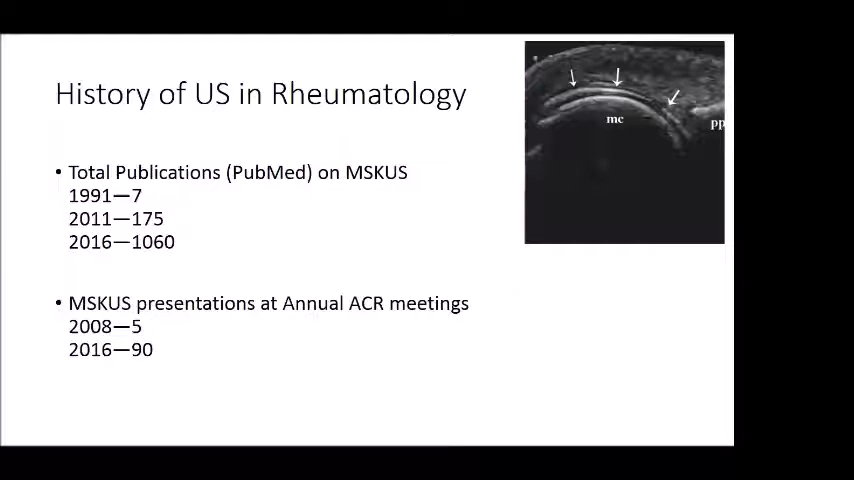 History of US in Rheumatology
• Total Publications (PubMed) on MSKUS
1991—7
2011—175
2016—1060
• MSKUS presentations at Annual ACR meetings
2008—5
2016—90
mc
pp